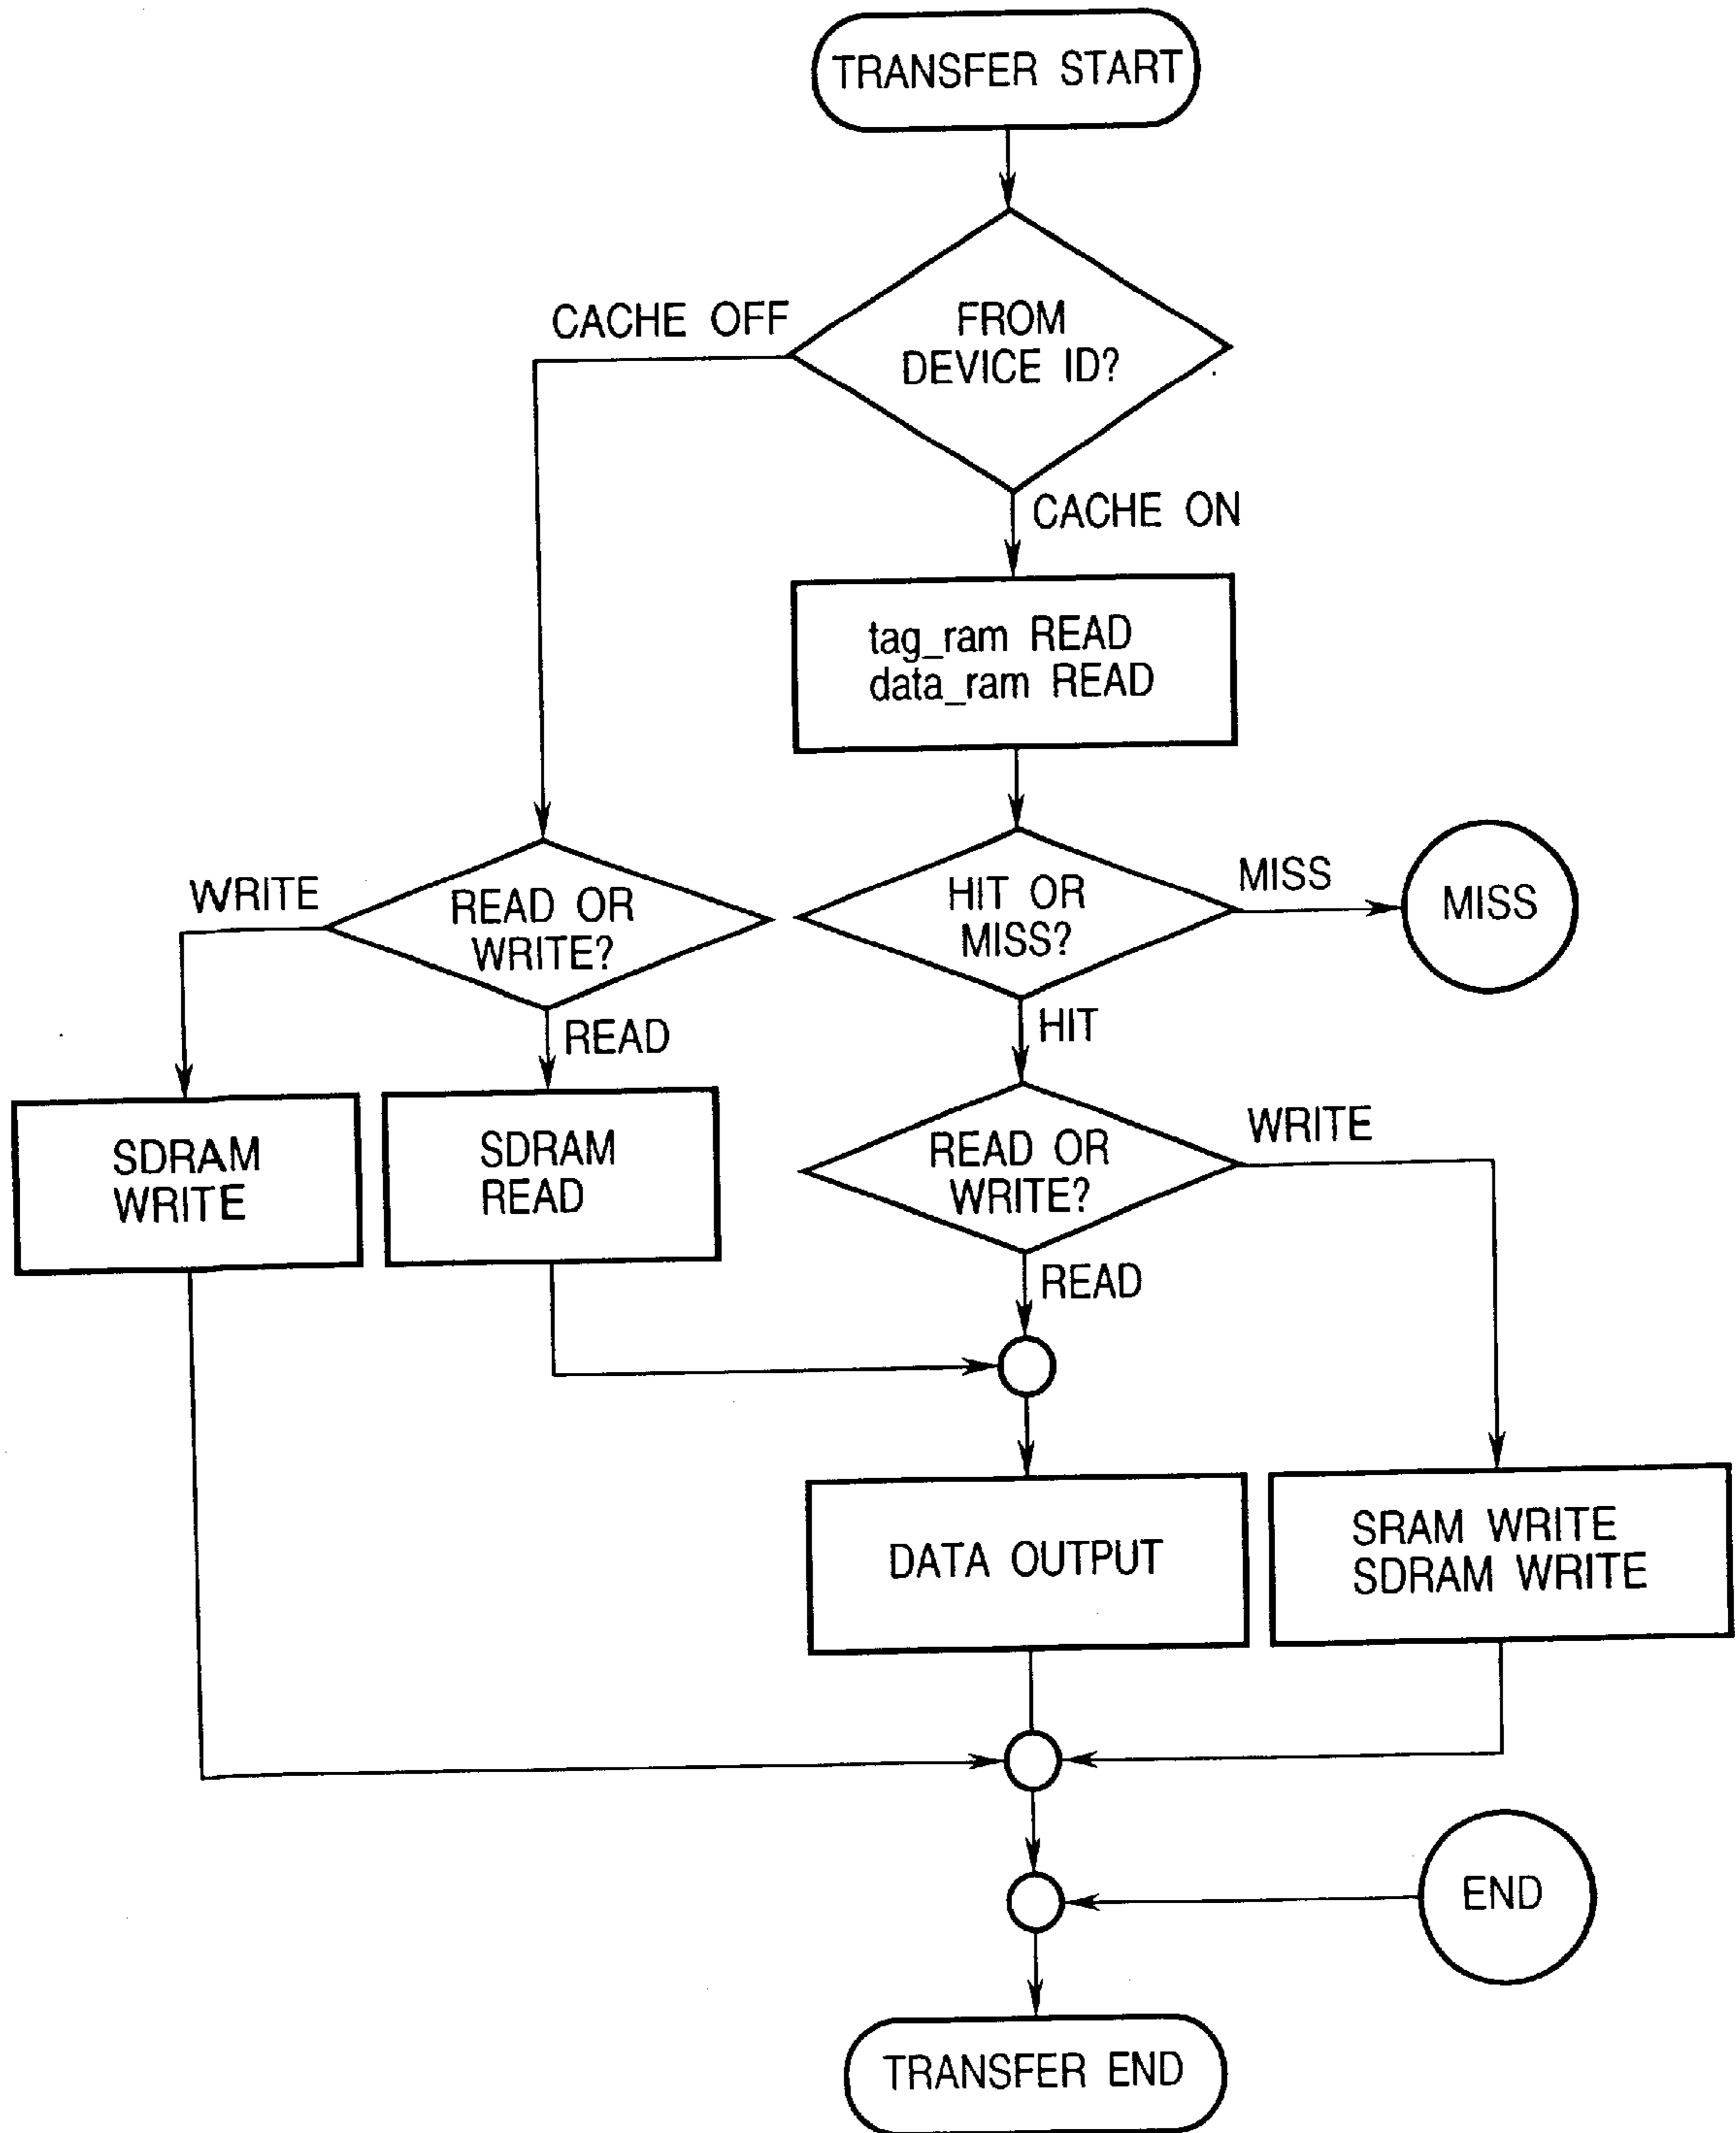 TRANSFER START
FROM
DEVICE ID?
CACHE OFF
CACHE ON
tag_ram READ
data_ram READ
READ OR
WRITE?
WRITE
READ
HIT OR
MISS?
MISS
MISS
HIT
SDRAM
WRITE
SDRAM
READ
READ OR
WRITE?
WRITE
READ
DATA OUTPUT
SRAM WRITE
SDRAM WRITE
END
TRANSFER END